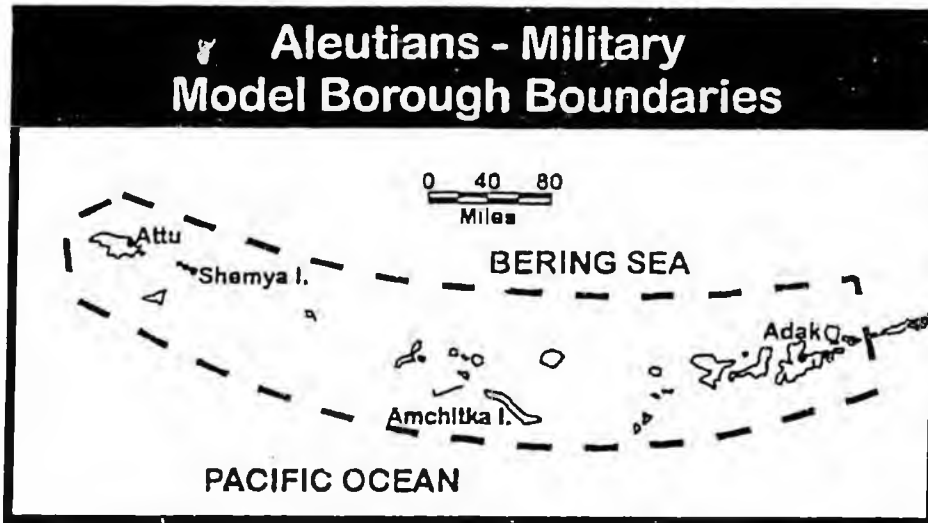 Aleutians - Military
Model Borough Boundaries
0 40 80
Miles
BERING SEA
Attu
Shemya I.
Adak
Amchitka I.
PACIFIC OCEAN